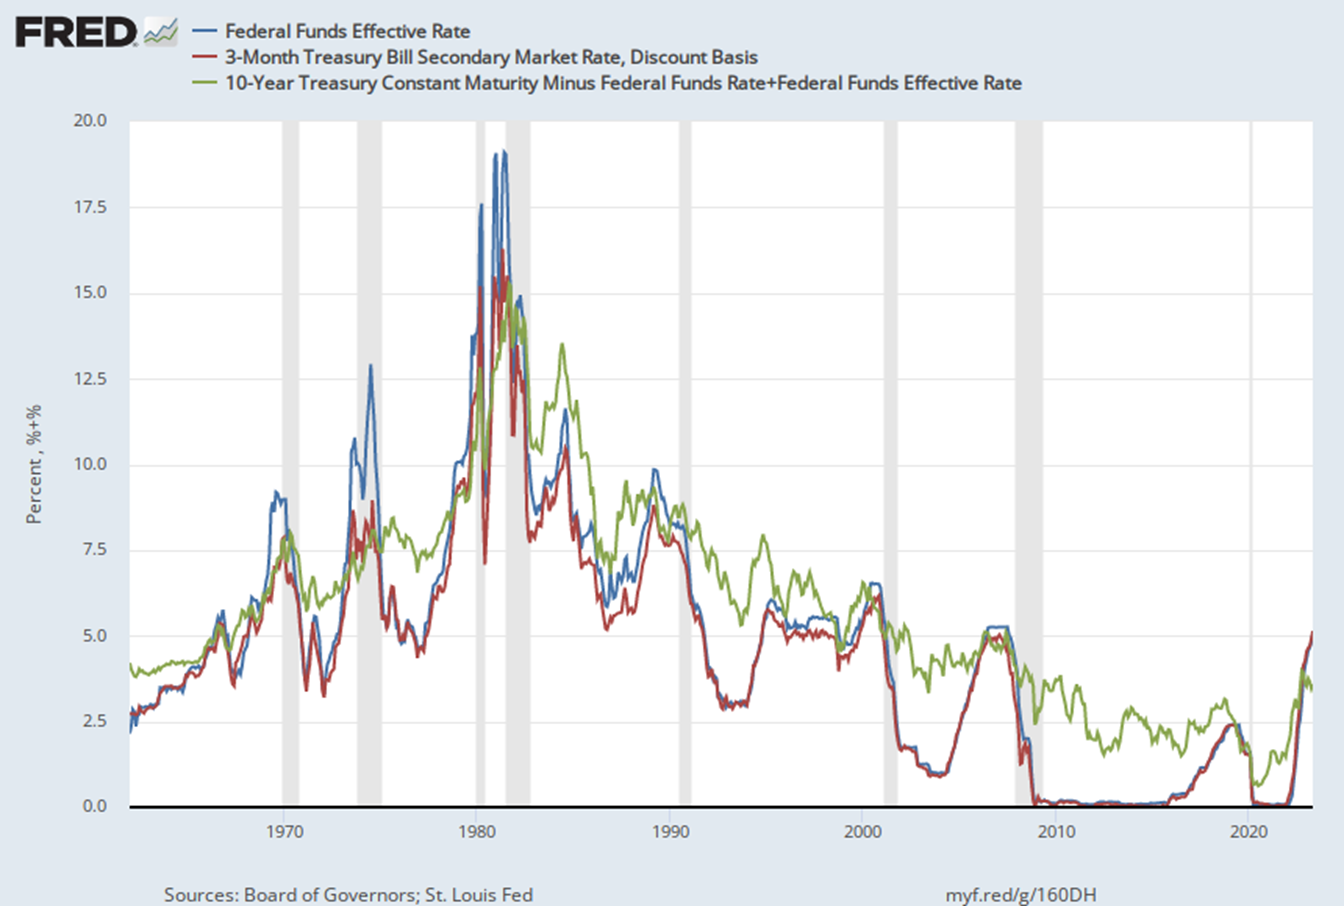 FRED
Federal Funds Effective Rate
3-Month Treasury Bill Secondary Market Rate, Discount Basis
10-Year Treasury Constant Maturity Minus Federal Funds Rate+Federal Funds Effective Rate
Percent , %+%
20.0
17.5
15.0
12.5
10.0
7.5
5.0
2.5
0.0
1970 1980 1990 2000 2010 2020
Sources: Board of Governors; St. Louis Fed myf.red/g/160DH